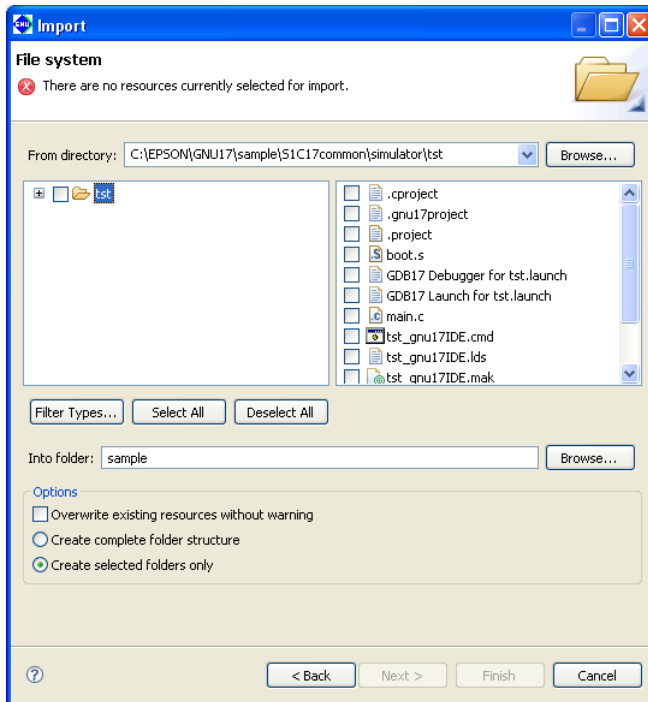 Import
File system
There are no resources currently selected for import.
From directory: C:\EPSON\GNU17\sample\S1C17common\simulator\tst Browse...
tst
.cproject
.gnu17project
.project
boot.s
GDB17 Debugger for tst.launch
GDB17 Launch for tst.launch
main.c
tst_gnu17IDE.cmd
tst_gnu17IDE.lds
tst_gnu17IDE.mak
Filter Types... Select All Deselect All
Into folder: sample Browse...
Options
Overwrite existing resources without warning
Create complete folder structure
Create selected folders only
? < Back Next > Finish Cancel